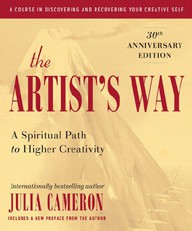 A COURSE IN DISCOVERING AND RECOVERING YOUR CREATIVE SELF
30th
ANNIVERSARY
EDITION
the
ARTIST'S WAY
A Spiritual Path
to Higher Creativity
Internationally bestselling author
JULIA CAMERON
INCLUDES A NEW PREFACE FROM THE AUTHOR